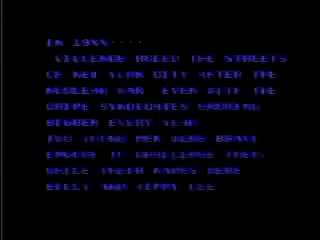 IN 19XX····
VIOLENCE RULED THE STREETS
OF NEW YORK CITY AFTER THE
NUCLEAR WAR. EVEN WITH THE
CRIME SYNDICATES GROWING
BIGGER EVERY YEAR
TWO YOUNG MEN WERE BRAVE
ENOUGH TO CHALLENGE THEM.
THEIR NAMES WERE
BILLY AND JIMMY LEE